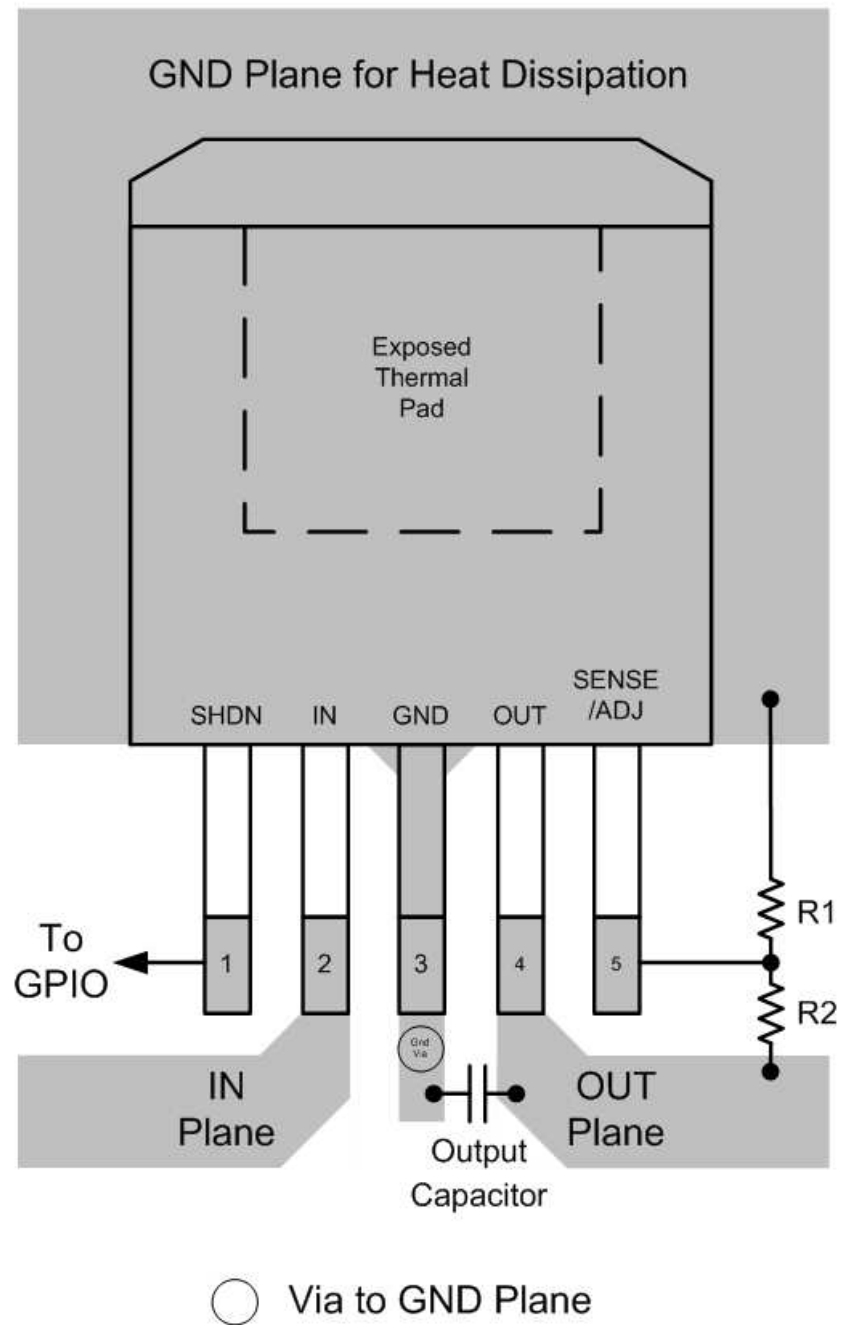 GND Plane for Heat Dissipation
Exposed
Thermal
Pad
SHDN
IN
GND
OUT
SENSE
/ADJ
R1
To
GPIO
1
2
3
4
5
R2
Gnd
Via
IN
Plane
OUT
Plane
Output
Capacitor
Via to GND Plane